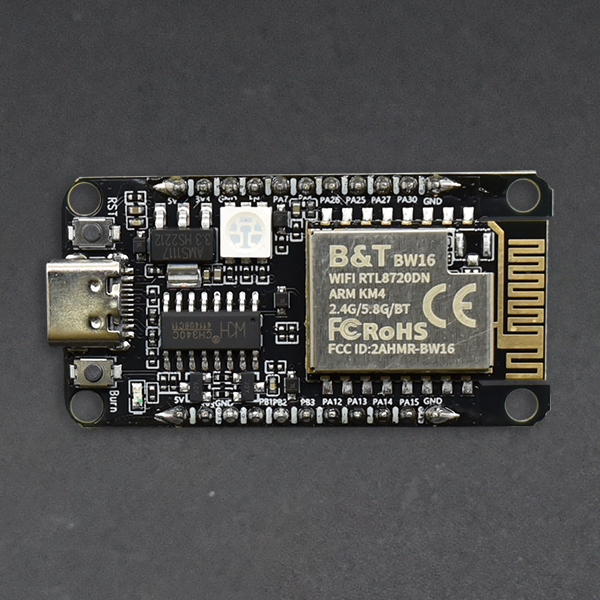 5V 3V3 GND PA7 PA26 PA25 PA27 PA30 GND
RST
AMS1117
3.3 HS2212
B&T BW16
WIFI RTL8720DN
ARM KM4
2.4G/5.8G/BT
CE
FC RoHS
FCC ID:2AHMR-BW16
WCH
CH340C
Burn
5V GND PB1 PB2 PB3 PA12 PA13 PA14 PA15 GND